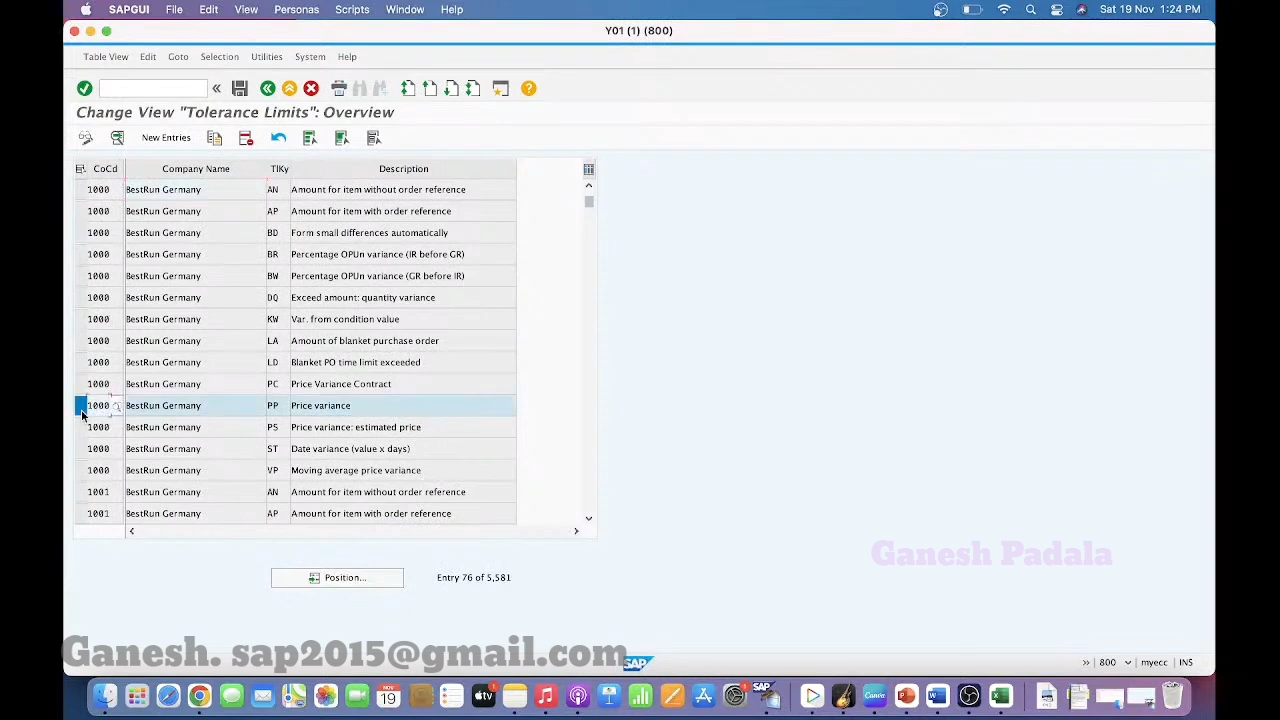 SAPGUI File Edit View Personas Scripts Window Help Sat 19 Nov 1:24 PM
Y01 (1) (800)
Table View Edit Goto Selection Utilities System Help
Change View "Tolerance Limits": Overview
New Entries
CoCd Company Name TlKy Description
1000 BestRun Germany AN Amount for item without order reference
1000 BestRun Germany AP Amount for item with order reference
1000 BestRun Germany BD Form small differences automatically
1000 BestRun Germany BR Percentage OPUn variance (IR before GR)
1000 BestRun Germany BW Percentage OPUn variance (GR before IR)
1000 BestRun Germany DQ Exceed amount: quantity variance
1000 BestRun Germany KW Var. from condition value
1000 BestRun Germany LA Amount of blanket purchase order
1000 BestRun Germany LD Blanket PO time limit exceeded
1000 BestRun Germany PC Price Variance Contract
1000 BestRun Germany PP Price variance
1000 BestRun Germany PS Price variance: estimated price
1000 BestRun Germany ST Date variance (value x days)
1000 BestRun Germany VP Moving average price variance
1001 BestRun Germany AN Amount for item without order reference
1001 BestRun Germany AP Amount for item with order reference
Ganesh Padala
Position... Entry 76 of 5,581
Ganesh. sap2015@gmail.com
SAP 800 myecc INS
NOV
19
tv
SAP